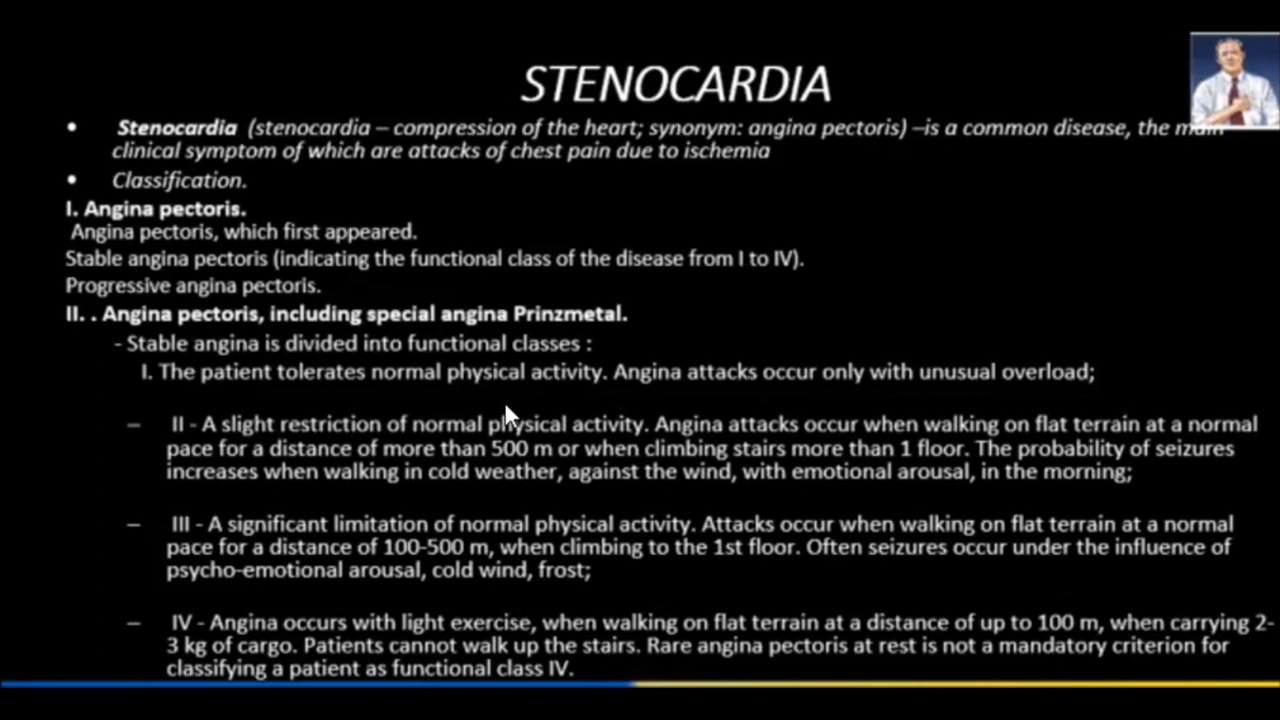 STENOCARDIA
• Stenocardia (stenocardia – compression of the heart; synonym: angina pectoris) –is a common disease, the main
clinical symptom of which are attacks of chest pain due to ischemia
• Classification.
I. Angina pectoris.
Angina pectoris, which first appeared.
Stable angina pectoris (indicating the functional class of the disease from I to IV).
Progressive angina pectoris.
II. . Angina pectoris, including special angina Prinzmetal.
- Stable angina is divided into functional classes :
I. The patient tolerates normal physical activity. Angina attacks occur only with unusual overload;
– II - A slight restriction of normal physical activity. Angina attacks occur when walking on flat terrain at a normal
pace for a distance of more than 500 m or when climbing stairs more than 1 floor. The probability of seizures
increases when walking in cold weather, against the wind, with emotional arousal, in the morning;
– III - A significant limitation of normal physical activity. Attacks occur when walking on flat terrain at a normal
pace for a distance of 100-500 m, when climbing to the 1st floor. Often seizures occur under the influence of
psycho-emotional arousal, cold wind, frost;
– IV - Angina occurs with light exercise, when walking on flat terrain at a distance of up to 100 m, when carrying 2-
3 kg of cargo. Patients cannot walk up the stairs. Rare angina pectoris at rest is not a mandatory criterion for
classifying a patient as functional class IV.